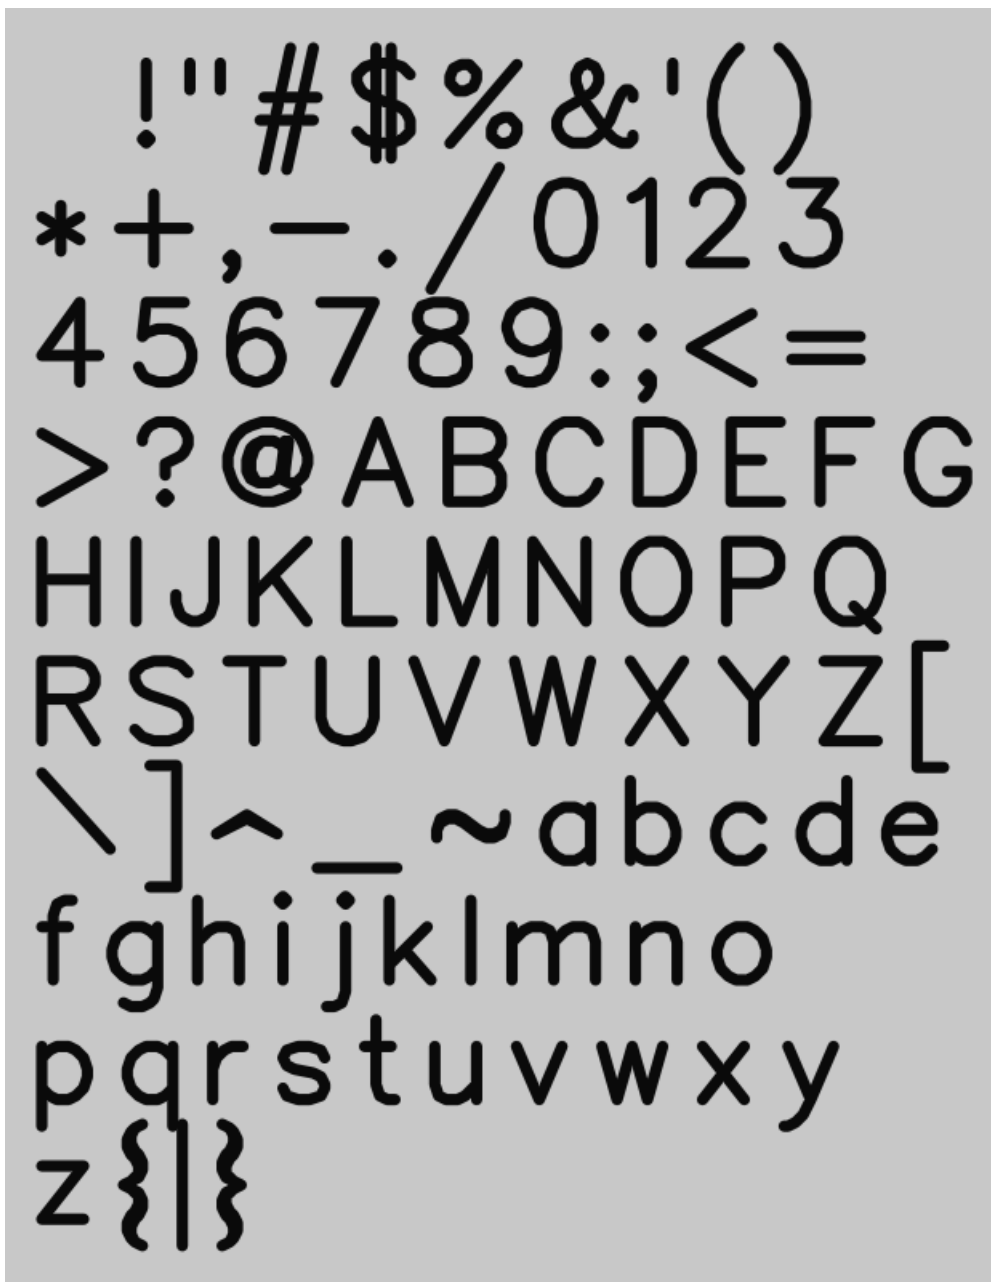 !"#$%&'()
*+,-./0123
456789:;<=
>?@ABCDEFG
HIJKLMNOPQ
RSTUVWXYZ[
\]^_~abcde
fghijklmno
pqrstuvwxy
z{|}